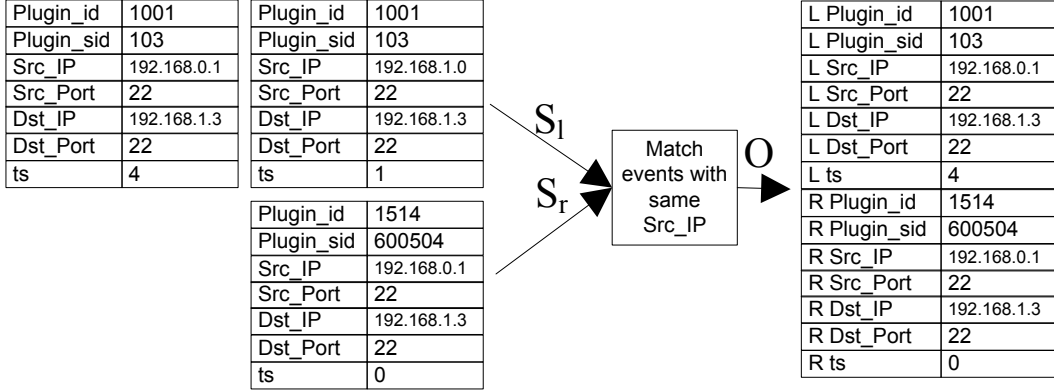 Plugin_id 1001
Plugin_sid 103
Src_IP 192.168.0.1
Src_Port 22
Dst_IP 192.168.1.3
Dst_Port 22
ts 4
Plugin_id 1001
Plugin_sid 103
Src_IP 192.168.1.0
Src_Port 22
Dst_IP 192.168.1.3
Dst_Port 22
ts 1
Plugin_id 1514
Plugin_sid 600504
Src_IP 192.168.0.1
Src_Port 22
Dst_IP 192.168.1.3
Dst_Port 22
ts 0
Sl
Sr
Match
events with
same
Src_IP
O
L Plugin_id 1001
L Plugin_sid 103
L Src_IP 192.168.0.1
L Src_Port 22
L Dst_IP 192.168.1.3
L Dst_Port 22
L ts 4
R Plugin_id 1514
R Plugin_sid 600504
R Src_IP 192.168.0.1
R Src_Port 22
R Dst_IP 192.168.1.3
R Dst_Port 22
R ts 0